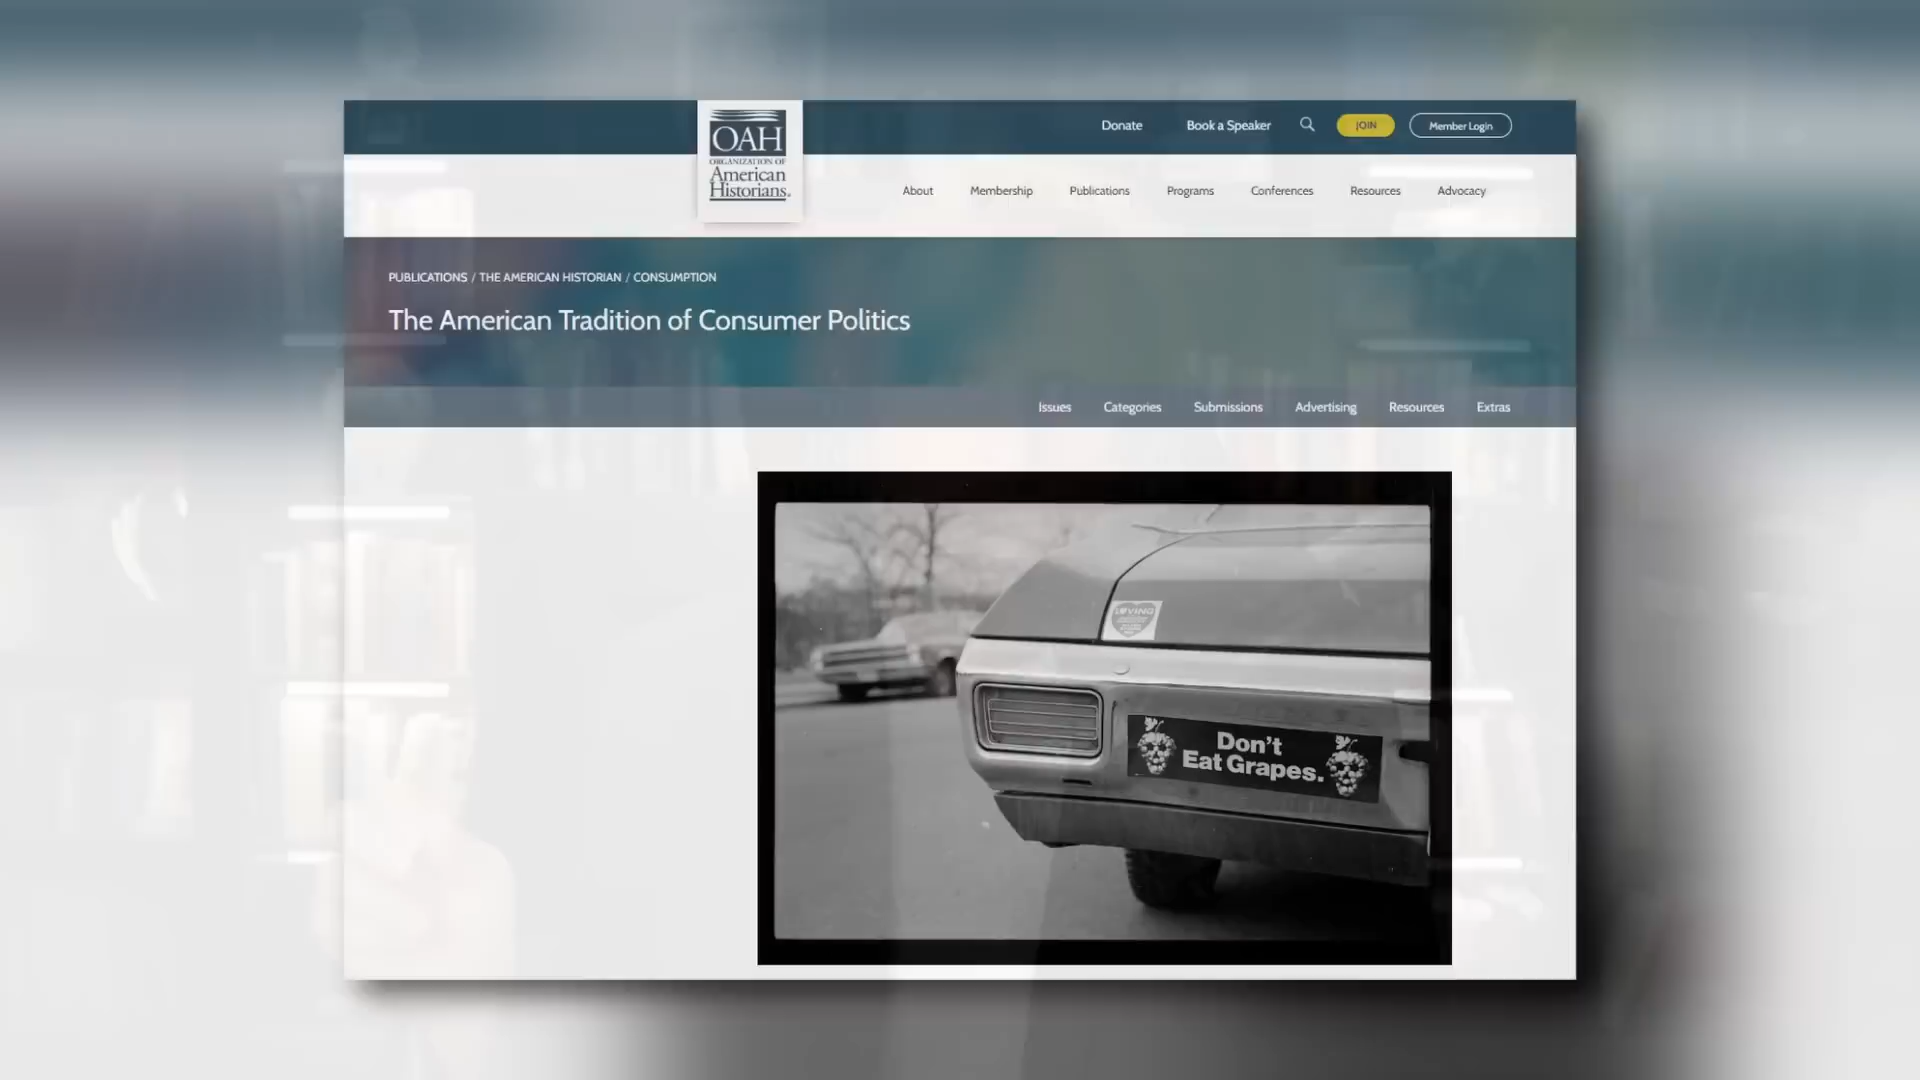 Donate
Book a Speaker
JOIN
Member Login
OAH
ORGANIZATION OF
American
Historians.
About
Membership
Publications
Programs
Conferences
Resources
Advocacy
PUBLICATIONS / THE AMERICAN HISTORIAN / CONSUMPTION
The American Tradition of Consumer Politics
Issues
Categories
Submissions
Advertising
Resources
Extras
LOVING
Don't
Eat Grapes.